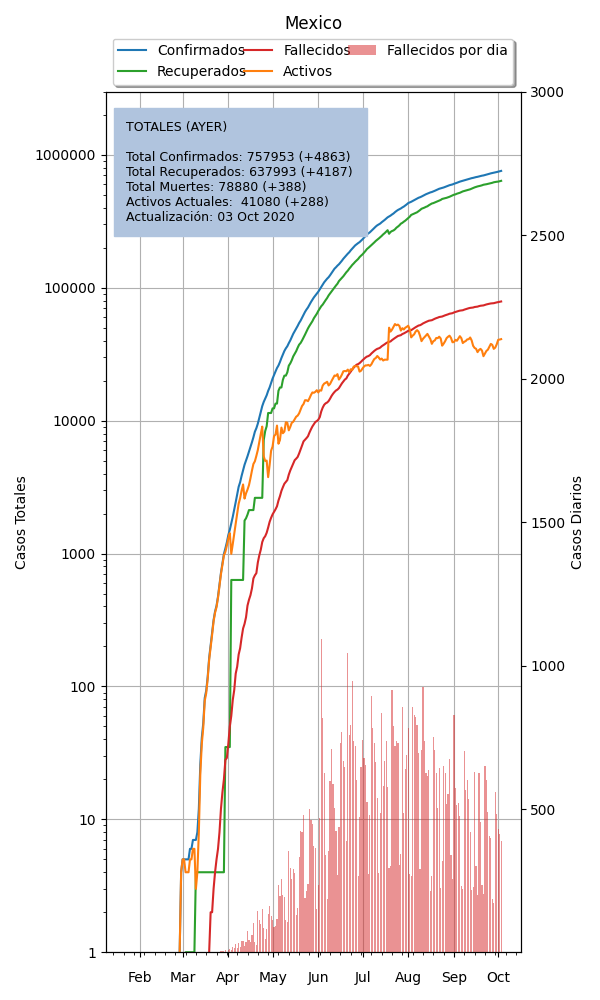 Mexico
Confirmados
Recuperados
Fallecidos
Activos
Fallecidos por dia
TOTALES (AYER)
Total Confirmados: 757953 (+4863)
Total Recuperados: 637993 (+4187)
Total Muertes: 78880 (+388)
Activos Actuales:  41080 (+288)
Actualización: 03 Oct 2020
Casos Totales
1000000
100000
10000
1000
100
10
1
3000
2500
2000
1500
1000
500
Casos Diarios
Feb Mar Apr May Jun Jul Aug Sep Oct